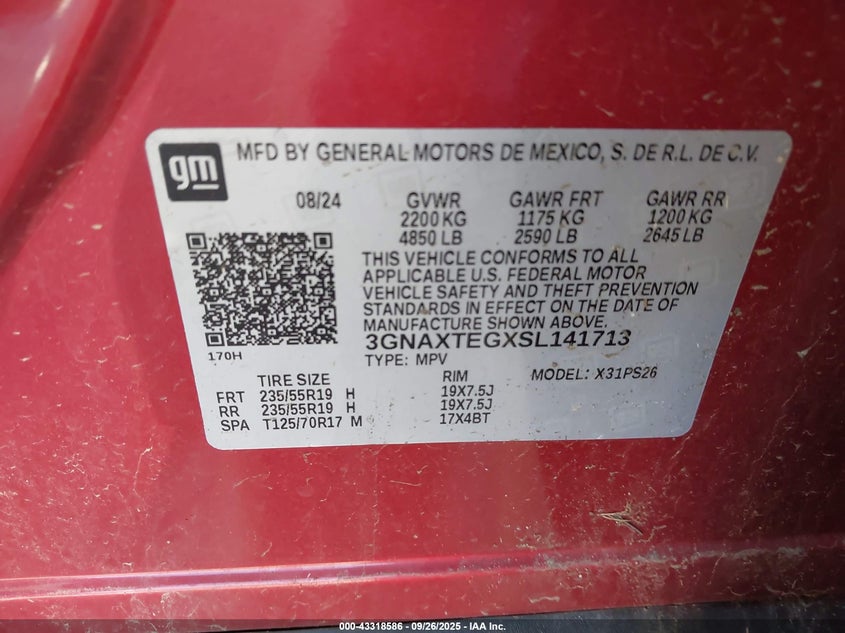 gm
MFD BY GENERAL MOTORS DE MEXICO, S. DE R.L. DE C.V.
08/24 GVWR GAWR FRT GAWR RR
2200 KG 1175 KG 1200 KG
4850 LB 2590 LB 2645 LB
THIS VEHICLE CONFORMS TO ALL
APPLICABLE U.S. FEDERAL MOTOR
VEHICLE SAFETY AND THEFT PREVENTION
STANDARDS IN EFFECT ON THE DATE OF
MANUFACTURE SHOWN ABOVE.
170H
3GNAXTEGXSL141713
TYPE: MPV MODEL: X31PS26
TIRE SIZE RIM
FRT 235/55R19 H 19X7.5J
RR 235/55R19 H 19X7.5J
SPA T125/70R17 M 17X4BT
000-43318586 - 09/26/2025 - IAA Inc.